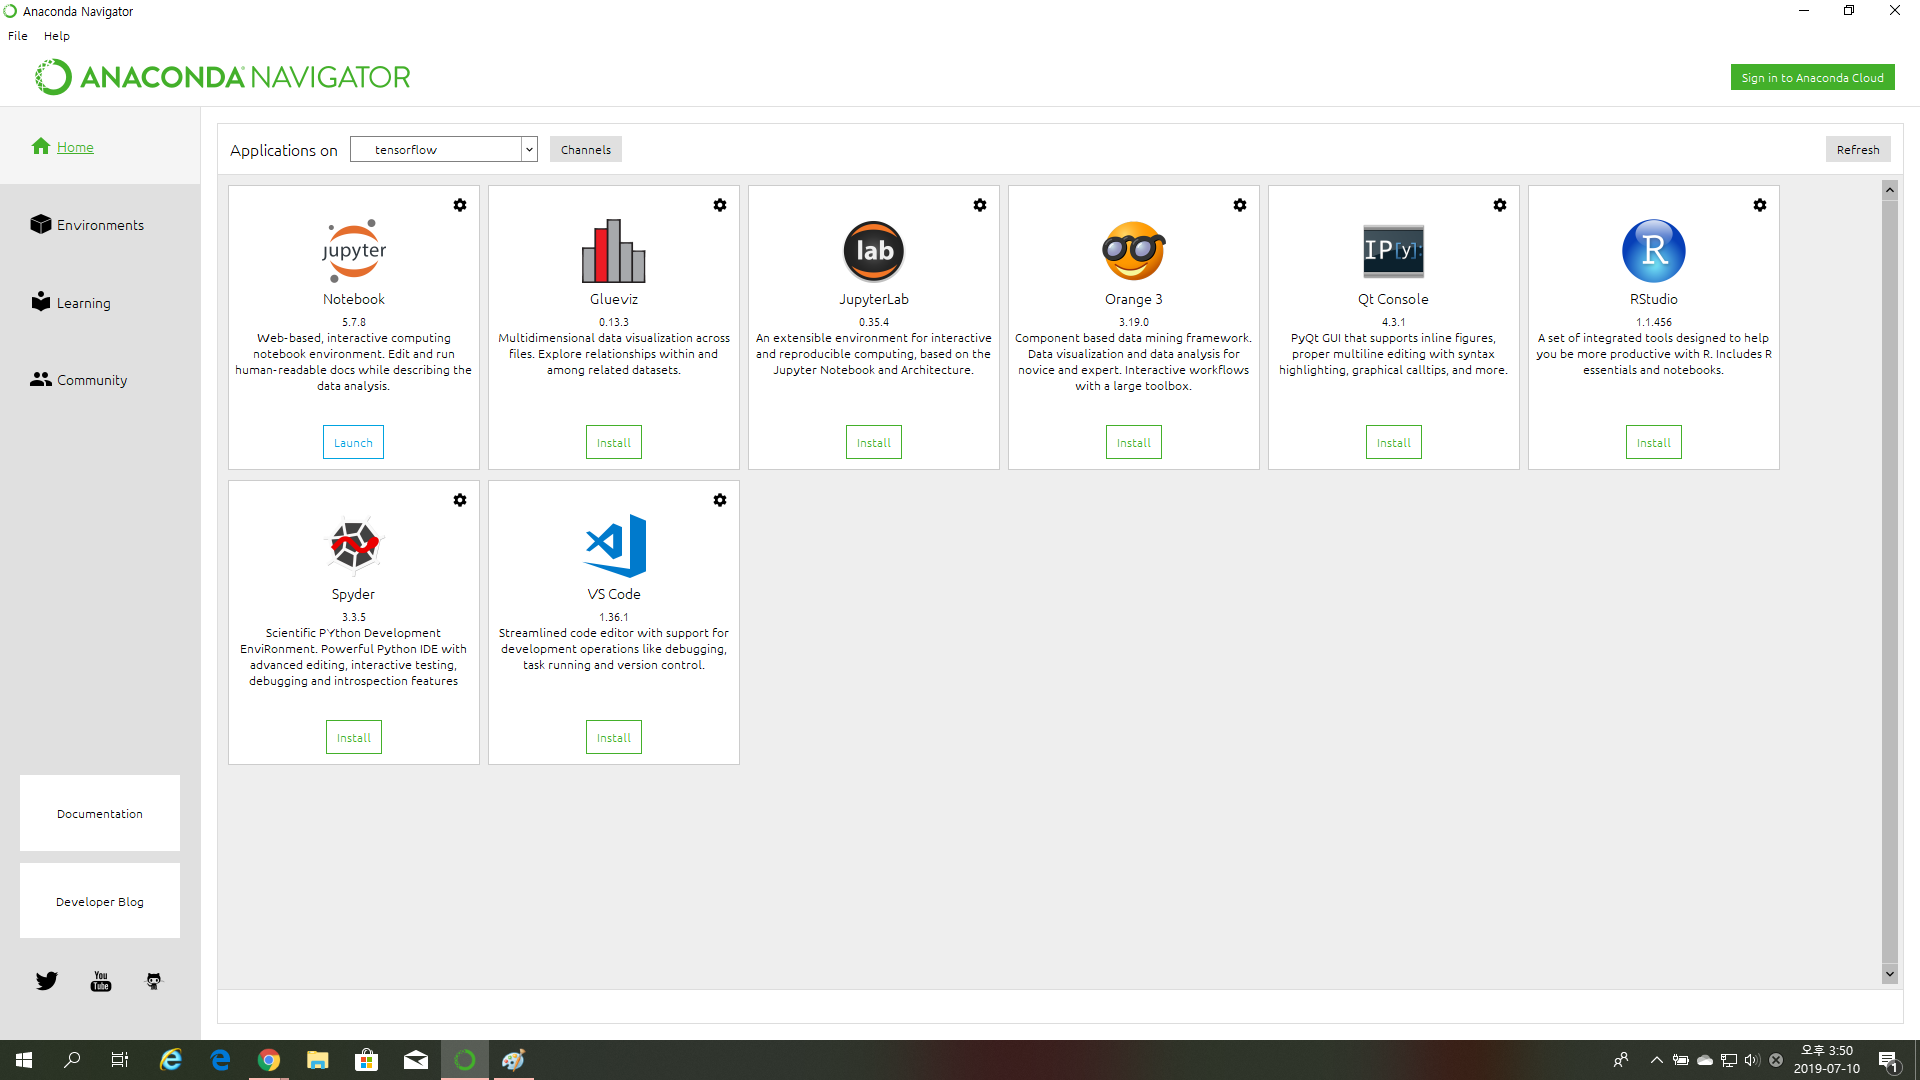 Anaconda Navigator
File Help
ANACONDA NAVIGATOR
Sign in to Anaconda Cloud
Home
Environments
Learning
Community
Documentation
Developer Blog
You
Tube
Applications on tensorflow Channels Refresh
jupyter
Notebook
5.7.8
Web-based, interactive computing
notebook environment. Edit and run
human-readable docs while describing the
data analysis.
Launch
Glueviz
0.13.3
Multidimensional data visualization across
files. Explore relationships within and
among related datasets.
Install
lab
JupyterLab
0.35.4
An extensible environment for interactive
and reproducible computing, based on the
Jupyter Notebook and Architecture.
Install
Orange 3
3.19.0
Component based data mining framework.
Data visualization and data analysis for
novice and expert. Interactive workflows
with a large toolbox.
Install
IP[y]:
Qt Console
4.3.1
PyQt GUI that supports inline figures,
proper multiline editing with syntax
highlighting, graphical calltips, and more.
Install
R
RStudio
1.1.456
A set of integrated tools designed to help
you be more productive with R. Includes R
essentials and notebooks.
Install
Spyder
3.3.5
Scientific PYthon Development
EnviRonment. Powerful Python IDE with
advanced editing, interactive testing,
debugging and introspection features
Install
VS Code
1.36.1
Streamlined code editor with support for
development operations like debugging,
task running and version control.
Install
오후 3:50
2019-07-10
1